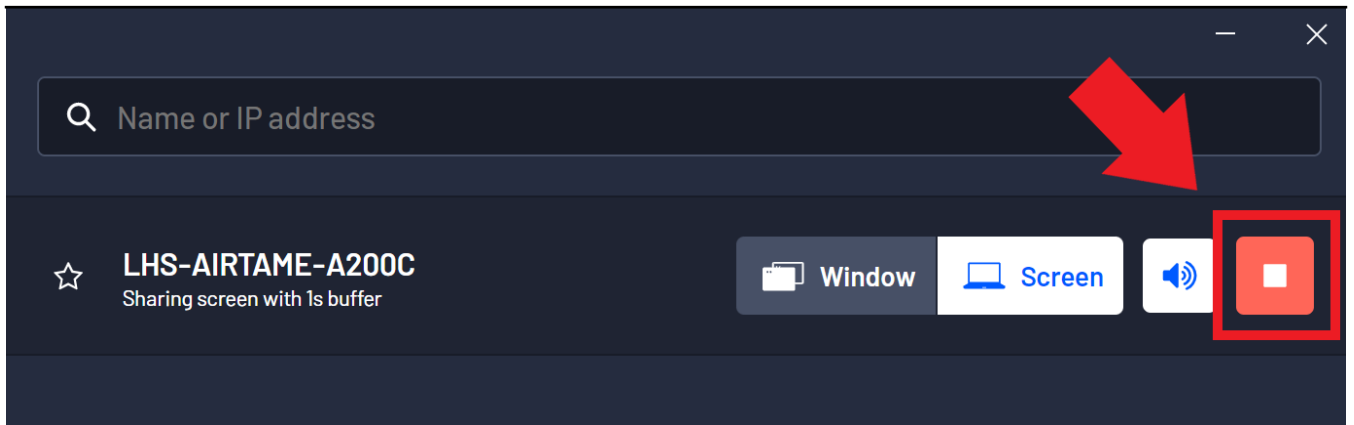 Name or IP address
LHS-AIRTAME-A200C
Window
Screen
Sharing screen with 1s buffer